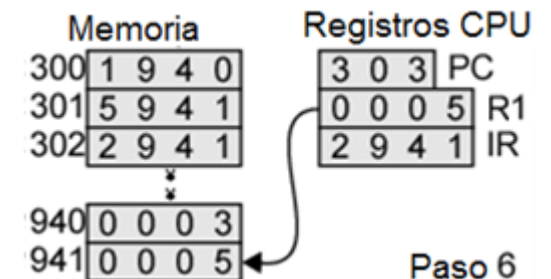 Memoria Registros CPU
300 1 9 4 0 3 0 3 PC
301 5 9 4 1 0 0 0 5 R1
302 2 9 4 1 2 9 4 1 IR
940 0 0 0 3
941 0 0 0 5 Paso 6